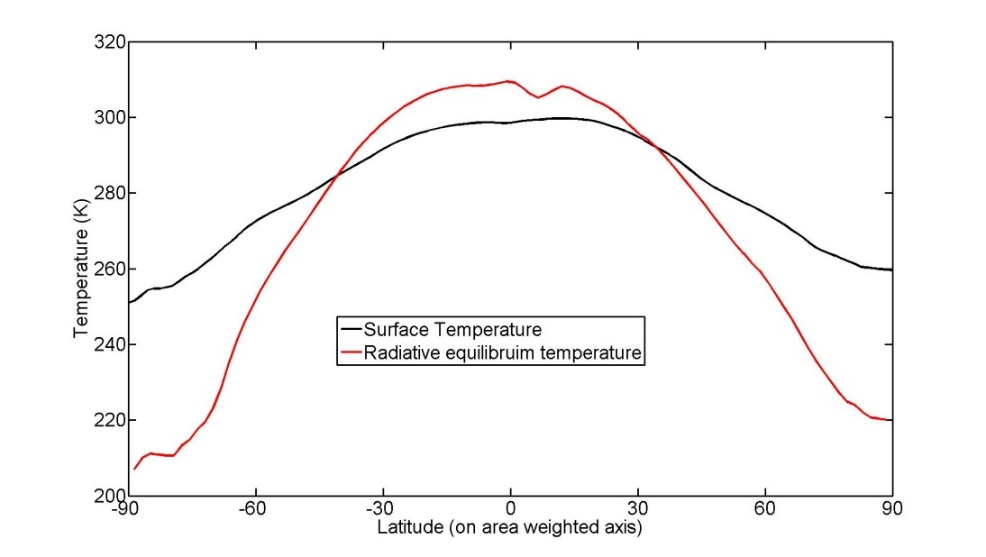 320
300
280
260
240
220
200
Temperature (K)
Surface Temperature
Radiative equilibruim temperature
-90 -60 -30 0 30 60 90
Latitude (on area weighted axis)